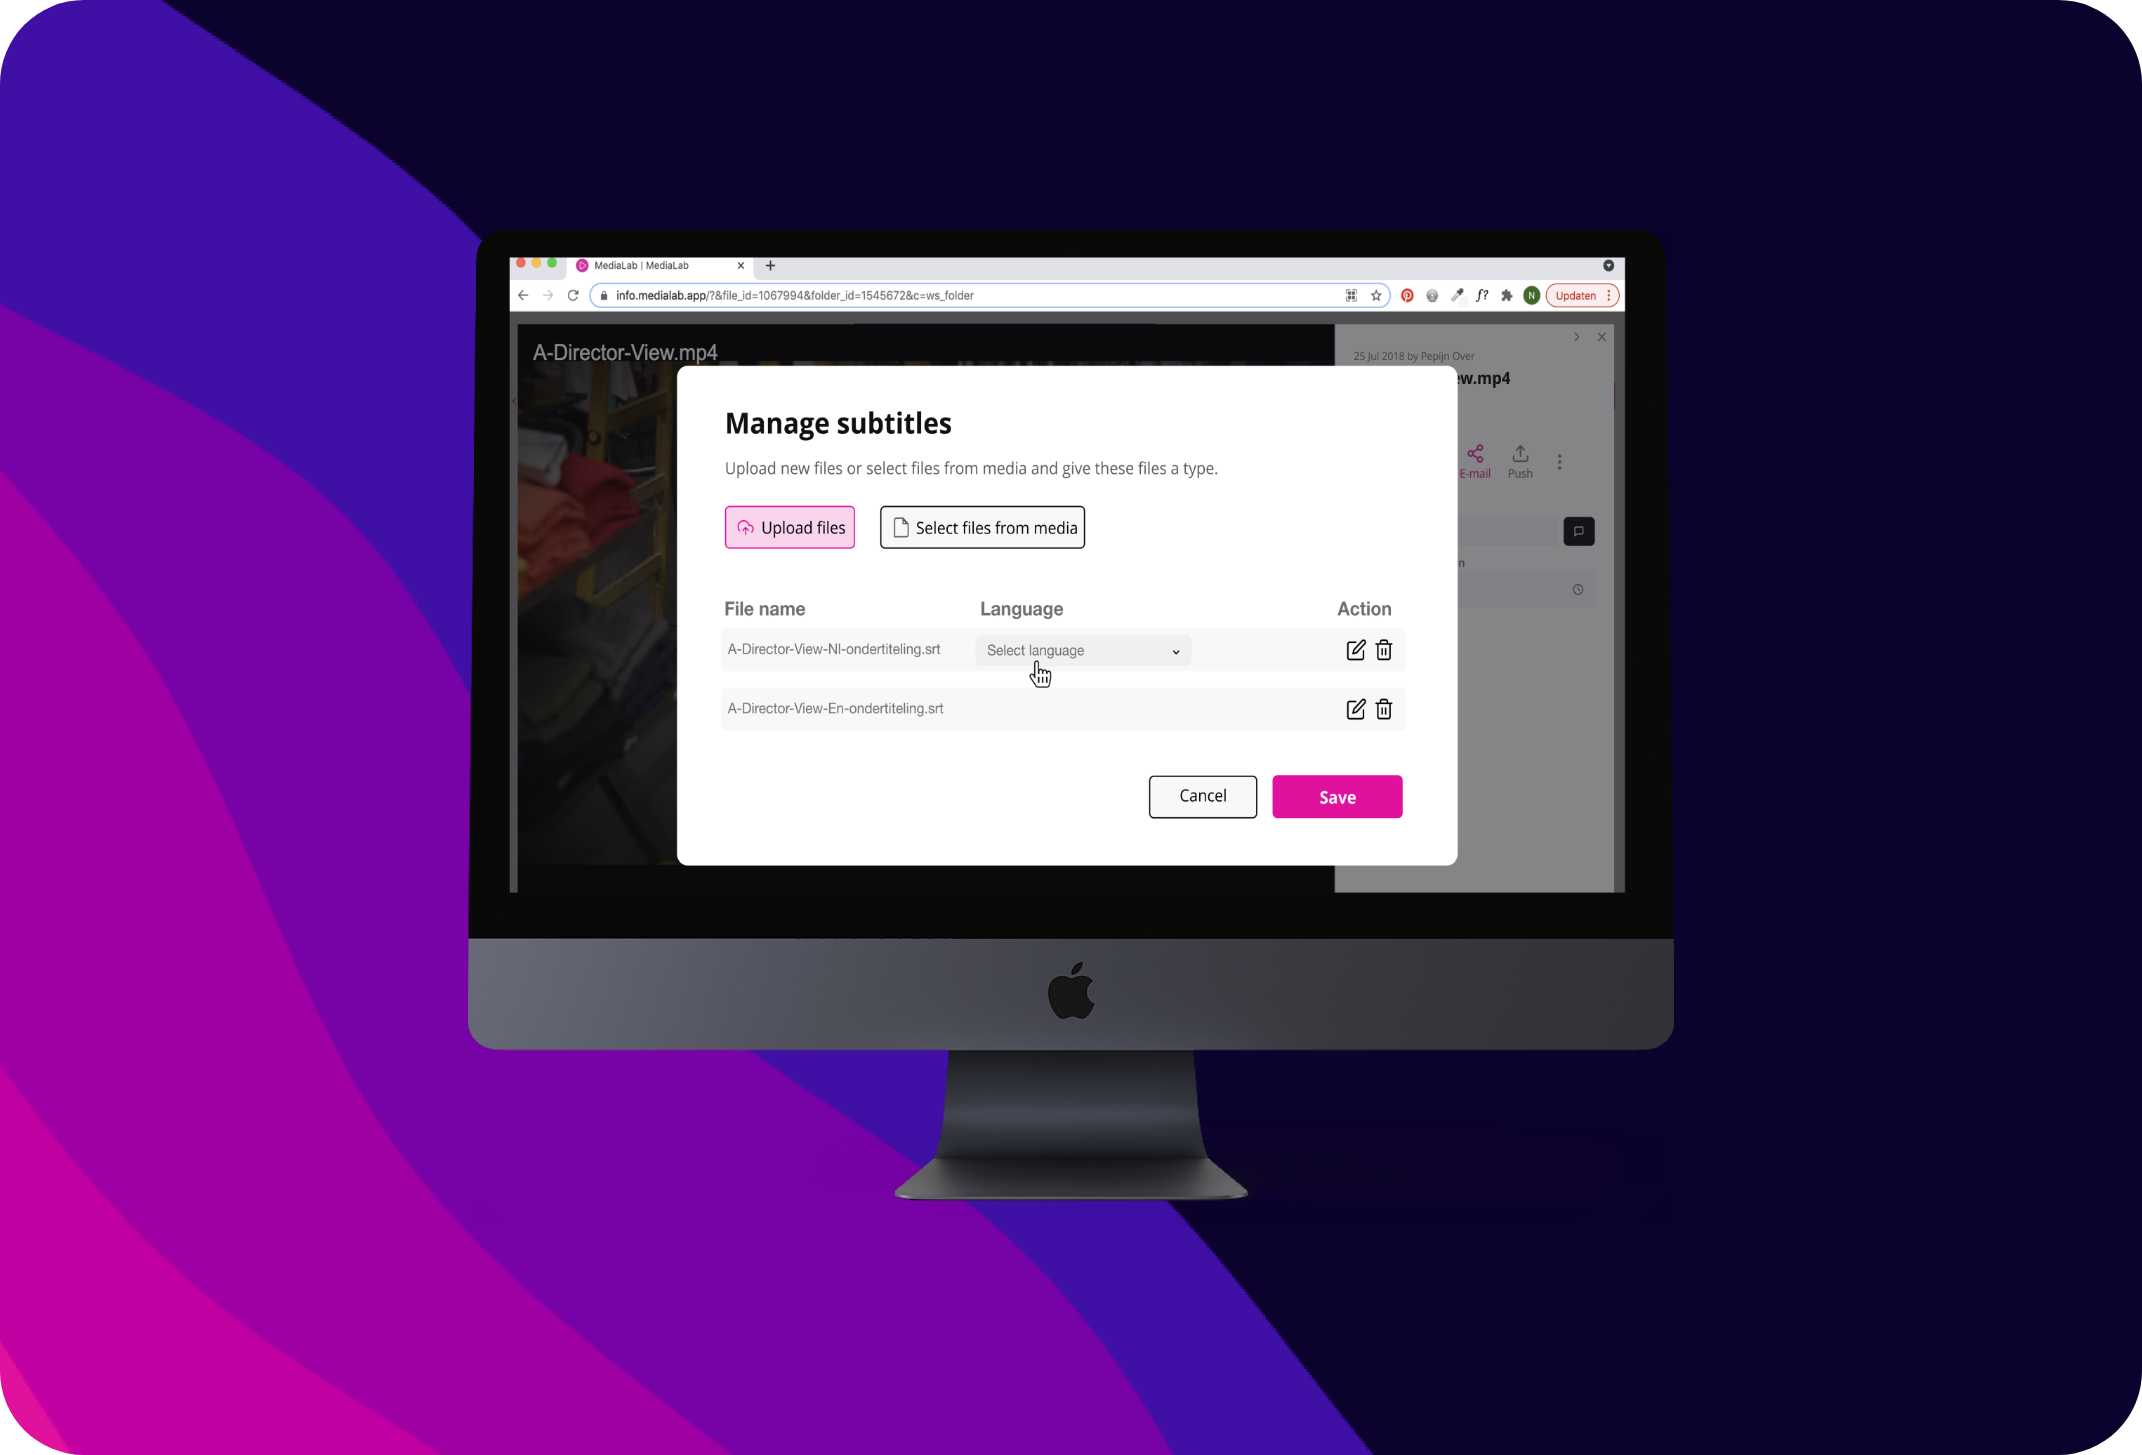 MediaLab | MediaLab
info.medialab.app/?&file_id=1067994&folder_id=1545672&c=ws_folder
f?
N
Updaten
A-Director-View.mp4
25 Jul 2018 by Pepijn Over
ew.mp4
E-mail
Push
n
Manage subtitles
Upload new files or select files from media and give these files a type.
Upload files
Select files from media
File name
Language
Action
A-Director-View-Nl-ondertiteling.srt
Select language
A-Director-View-En-ondertiteling.srt
Cancel
Save